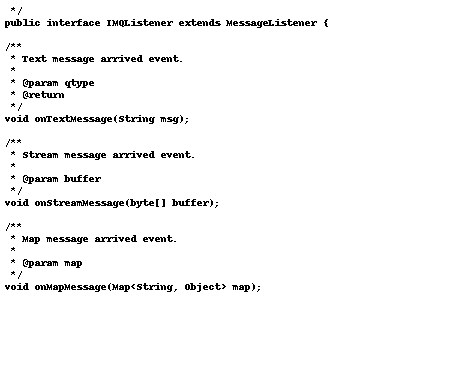 */
public interface IMQListener extends MessageListener {

/**
 * Text message arrived event.
 *
 * @param qtype
 * @return
 */
void onTextMessage(String msg);

/**
 * Stream message arrived event.
 *
 * @param buffer
 */
void onStreamMessage(byte[] buffer);

/**
 * Map message arrived event.
 *
 * @param map
 */
void onMapMessage(Map<String, Object> map);